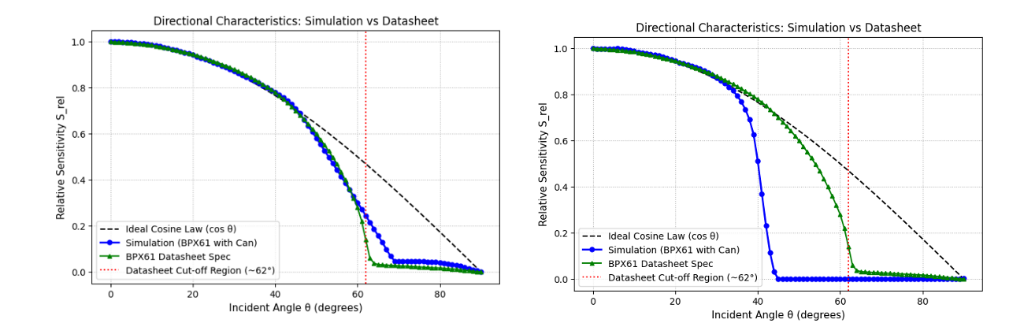 Directional Characteristics: Simulation vs Datasheet
1.0
0.8
0.6
0.4
0.2
0.0
Relative Sensitivity S_rel
Ideal Cosine Law (cos θ)
Simulation (BPX61 with Can)
BPX61 Datasheet Spec
Datasheet Cut-off Region (~62°)
0 20 40 60 80
Incident Angle θ (degrees)
Directional Characteristics: Simulation vs Datasheet
1.0
0.8
0.6
0.4
0.2
0.0
Relative Sensitivity S_rel
Ideal Cosine Law (cos θ)
Simulation (BPX61 with Can)
BPX61 Datasheet Spec
Datasheet Cut-off Region (~62°)
0 20 40 60 80
Incident Angle θ (degrees)